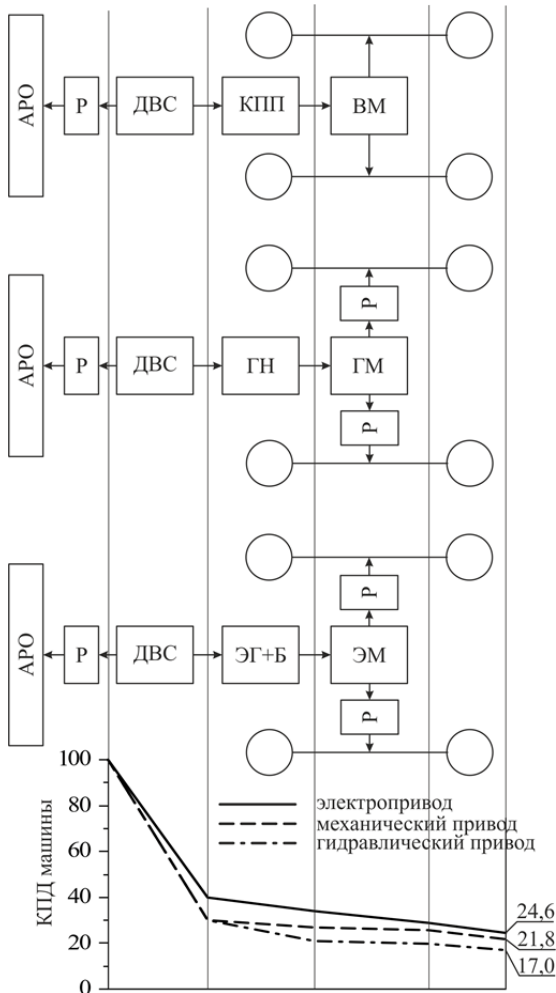 АРО
Р
ДВС
КПП
ВМ
АРО
Р
ДВС
ГН
ГМ
Р
Р
АРО
Р
ДВС
ЭГ+Б
ЭМ
Р
Р
КПД машины
100
80
60
40
20
0
электропривод
механический привод
гидравлический привод
24,6
21,8
17,0